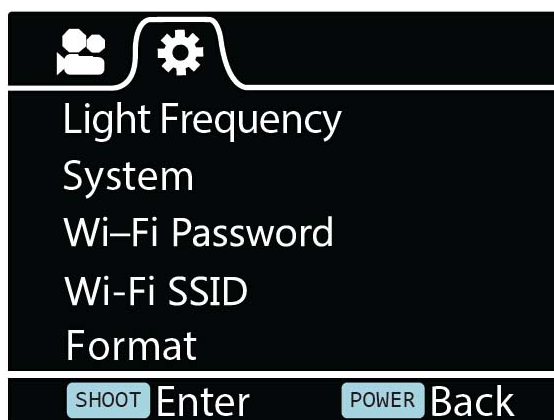 Light Frequency
System
Wi–Fi Password
Wi-Fi SSID
Format
SHOOT Enter POWER Back